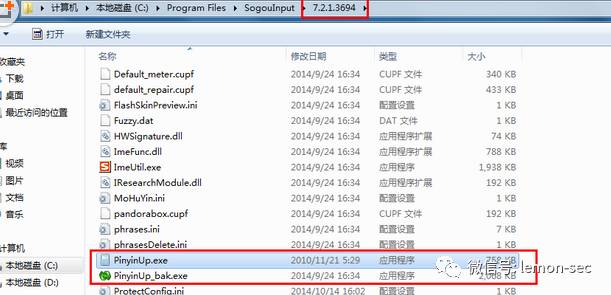 计算机 ▸ 本地磁盘 (C:) ▸ Program Files ▸ SogouInput ▸ 7.2.1.3694 ▸
打开 新建文件夹
名称 修改日期 类型 大小
收藏夹
下载
桌面
最近访问的位置
库
视频
图片
文档
音乐
计算机
本地磁盘 (C:)
本地磁盘 (D:)
Default_meter.cupf 2014/9/24 16:34 CUPF 文件 340 KB
default_repair.cupf 2014/9/24 16:34 CUPF 文件 433 KB
FlashSkinPreview.ini 2014/9/24 16:34 配置设置 1 KB
Fuzzy.dat 2014/9/24 16:34 DAT 文件 1 KB
HWSignature.dll 2014/9/24 16:34 应用程序扩展 74 KB
ImeFunc.dll 2014/9/24 16:34 应用程序扩展 788 KB
ImeUtil.exe 2014/9/24 16:34 应用程序 1,938 KB
IResearchModule.dll 2014/9/24 16:34 应用程序扩展 192 KB
MoHuYin.ini 2014/9/24 16:34 配置设置 1 KB
pandorabox.cupf 2014/9/24 16:34 CUPF 文件 192 KB
phrases.ini 2014/9/24 16:34 配置设置 1 KB
phrasesDelete.ini 2014/9/24 16:34 配置设置 1 KB
PinyinUp.exe 2010/11/21 5:29 应用程序 KB
PinyinUp_bak.exe 2014/9/24 16:34 应用程序 2,068 KB
ProtectConfig.ini 2014/10/14 16:02 配置设置 1 KB
微信号: lemon-sec